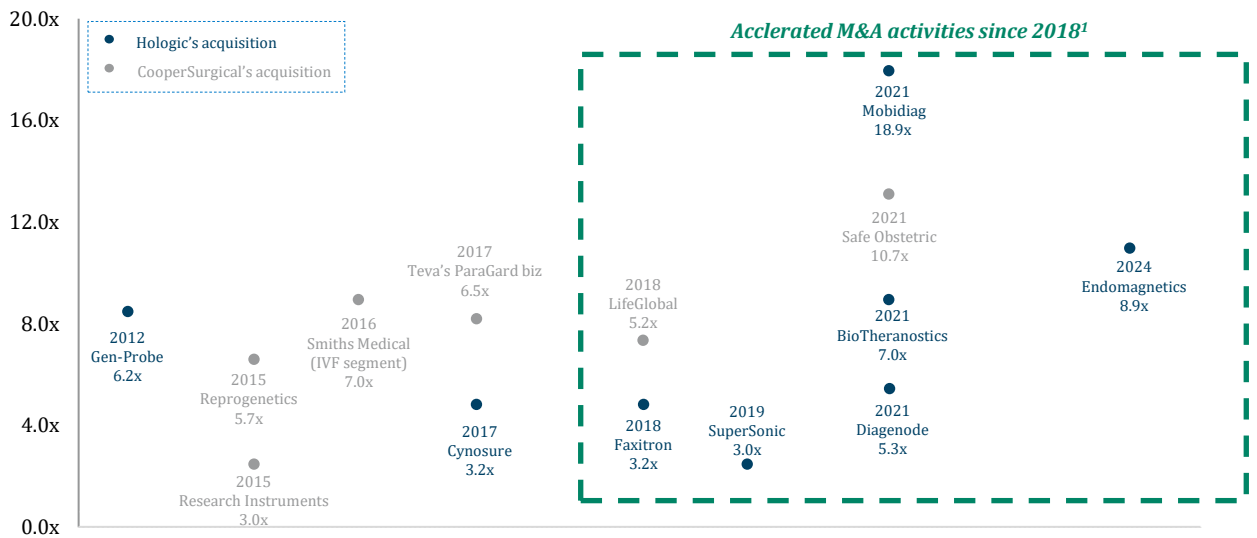 Acclerated M&A activities since 2018¹
Hologic's acquisition
CooperSurgical's acquisition
20.0x
16.0x
12.0x
8.0x
4.0x
0.0x
2012
Gen-Probe
6.2x
2015
Reprogenetics
5.7x
2015
Research Instruments
3.0x
2016
Smiths Medical
(IVF segment)
7.0x
2017
Teva's ParaGard biz
6.5x
2017
Cynosure
3.2x
2018
LifeGlobal
5.2x
2018
Faxitron
3.2x
2019
SuperSonic
3.0x
2021
Mobidiag
18.9x
2021
Safe Obstetric
10.7x
2021
BioTheranostics
7.0x
2021
Diagenode
5.3x
2024
Endomagnetics
8.9x